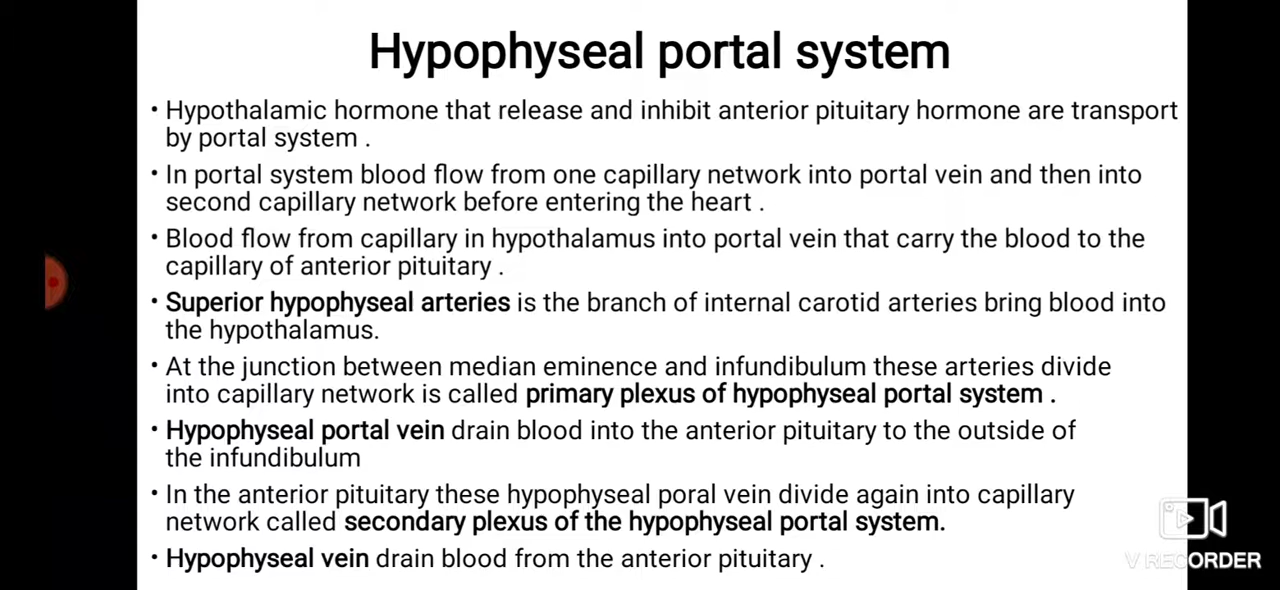 Hypophyseal portal system
• Hypothalamic hormone that release and inhibit anterior pituitary hormone are transport
by portal system .
• In portal system blood flow from one capillary network into portal vein and then into
second capillary network before entering the heart .
• Blood flow from capillary in hypothalamus into portal vein that carry the blood to the
capillary of anterior pituitary .
• Superior hypophyseal arteries is the branch of internal carotid arteries bring blood into
the hypothalamus.
• At the junction between median eminence and infundibulum these arteries divide
into capillary network is called primary plexus of hypophyseal portal system .
• Hypophyseal portal vein drain blood into the anterior pituitary to the outside of
the infundibulum
• In the anterior pituitary these hypophyseal poral vein divide again into capillary
network called secondary plexus of the hypophyseal portal system.
• Hypophyseal vein drain blood from the anterior pituitary .
V RECORDER